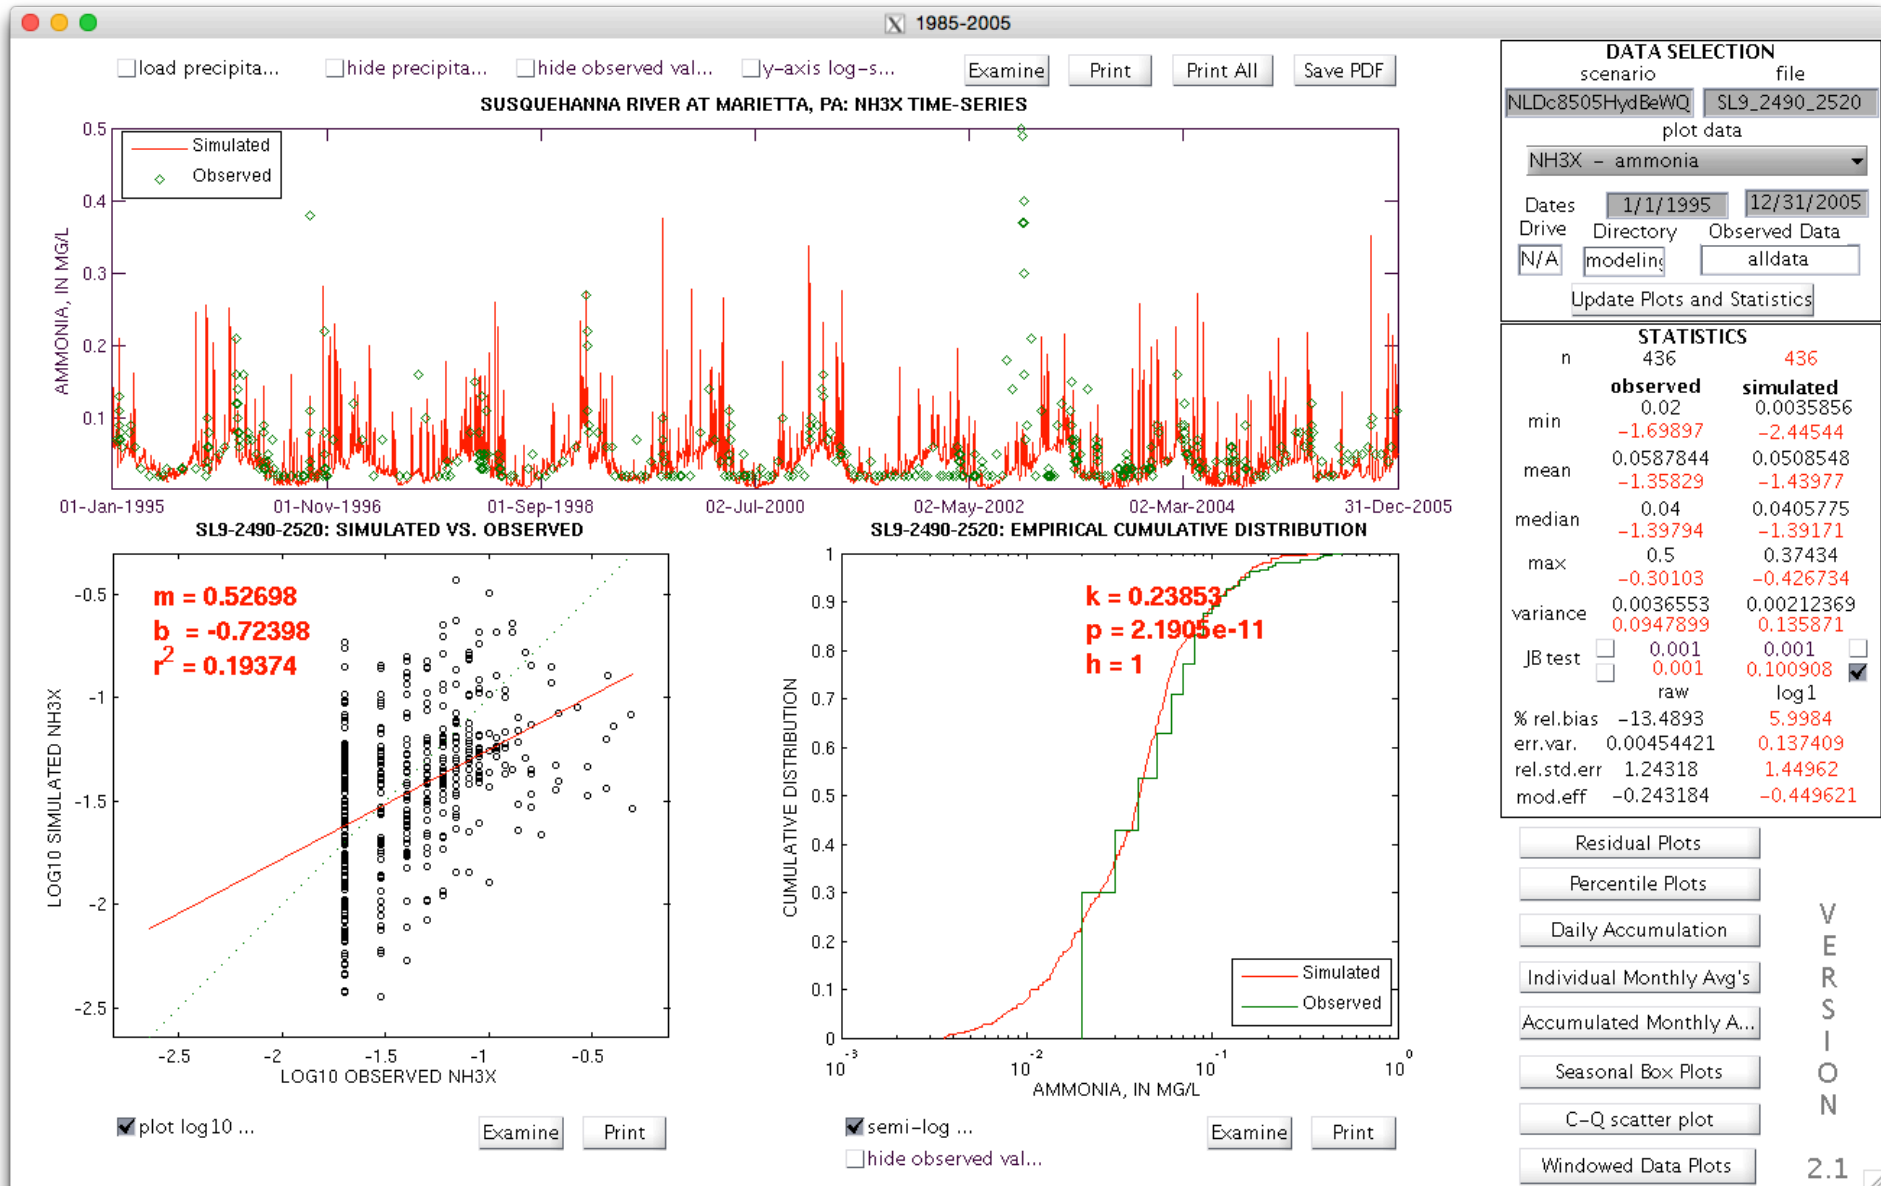 1985-2005
load precipita...
hide precipita...
hide observed val...
y-axis log-s...
Examine
Print
Print All
Save PDF
SUSQUEHANNA RIVER AT MARIETTA, PA: NH3X TIME-SERIES
0.5
0.4
0.3
0.2
0.1
AMMONIA, IN MG/L
Simulated
Observed
01-Jan-1995
01-Nov-1996
01-Sep-1998
02-Jul-2000
02-May-2002
02-Mar-2004
31-Dec-2005
SL9-2490-2520: SIMULATED VS. OBSERVED
m = 0.52698
b = -0.72398
r2 = 0.19374
-0.5
-1
-1.5
-2
-2.5
LOG10 SIMULATED NH3X
-2.5
-2
-1.5
-1
-0.5
LOG10 OBSERVED NH3X
plot log10 ...
Examine
Print
SL9-2490-2520: EMPIRICAL CUMULATIVE DISTRIBUTION
k = 0.23853
p = 2.1905e-11
h = 1
1
0.9
0.8
0.7
0.6
0.5
0.4
0.3
0.2
0.1
0
CUMULATIVE DISTRIBUTION
Simulated
Observed
10-3
10-2
10-1
100
AMMONIA, IN MG/L
semi-log ...
hide observed val...
Examine
Print
DATA SELECTION
scenario file
NLDc8505HydBeWQ SL9_2490_2520
plot data
NH3X - ammonia
Dates 1/1/1995 12/31/2005
Drive Directory Observed Data
N/A modeling alldata
Update Plots and Statistics
STATISTICS
n 436 436
observed simulated
min 0.02 0.0035856
-1.69897 -2.44544
mean 0.0587844 0.0508548
-1.35829 -1.43977
median 0.04 0.0405775
-1.39794 -1.39171
max 0.5 0.37434
-0.30103 -0.426734
variance 0.0036553 0.00212369
0.0947899 0.135871
JB test 0.001 0.001
0.001 0.100908
raw log1
% rel.bias -13.4893 5.9984
err.var. 0.00454421 0.137409
rel.std.err 1.24318 1.44962
mod.eff -0.243184 -0.449621
Residual Plots
Percentile Plots
Daily Accumulation
Individual Monthly Avg's
Accumulated Monthly A...
Seasonal Box Plots
C-Q scatter plot
Windowed Data Plots
VERSION
2.1